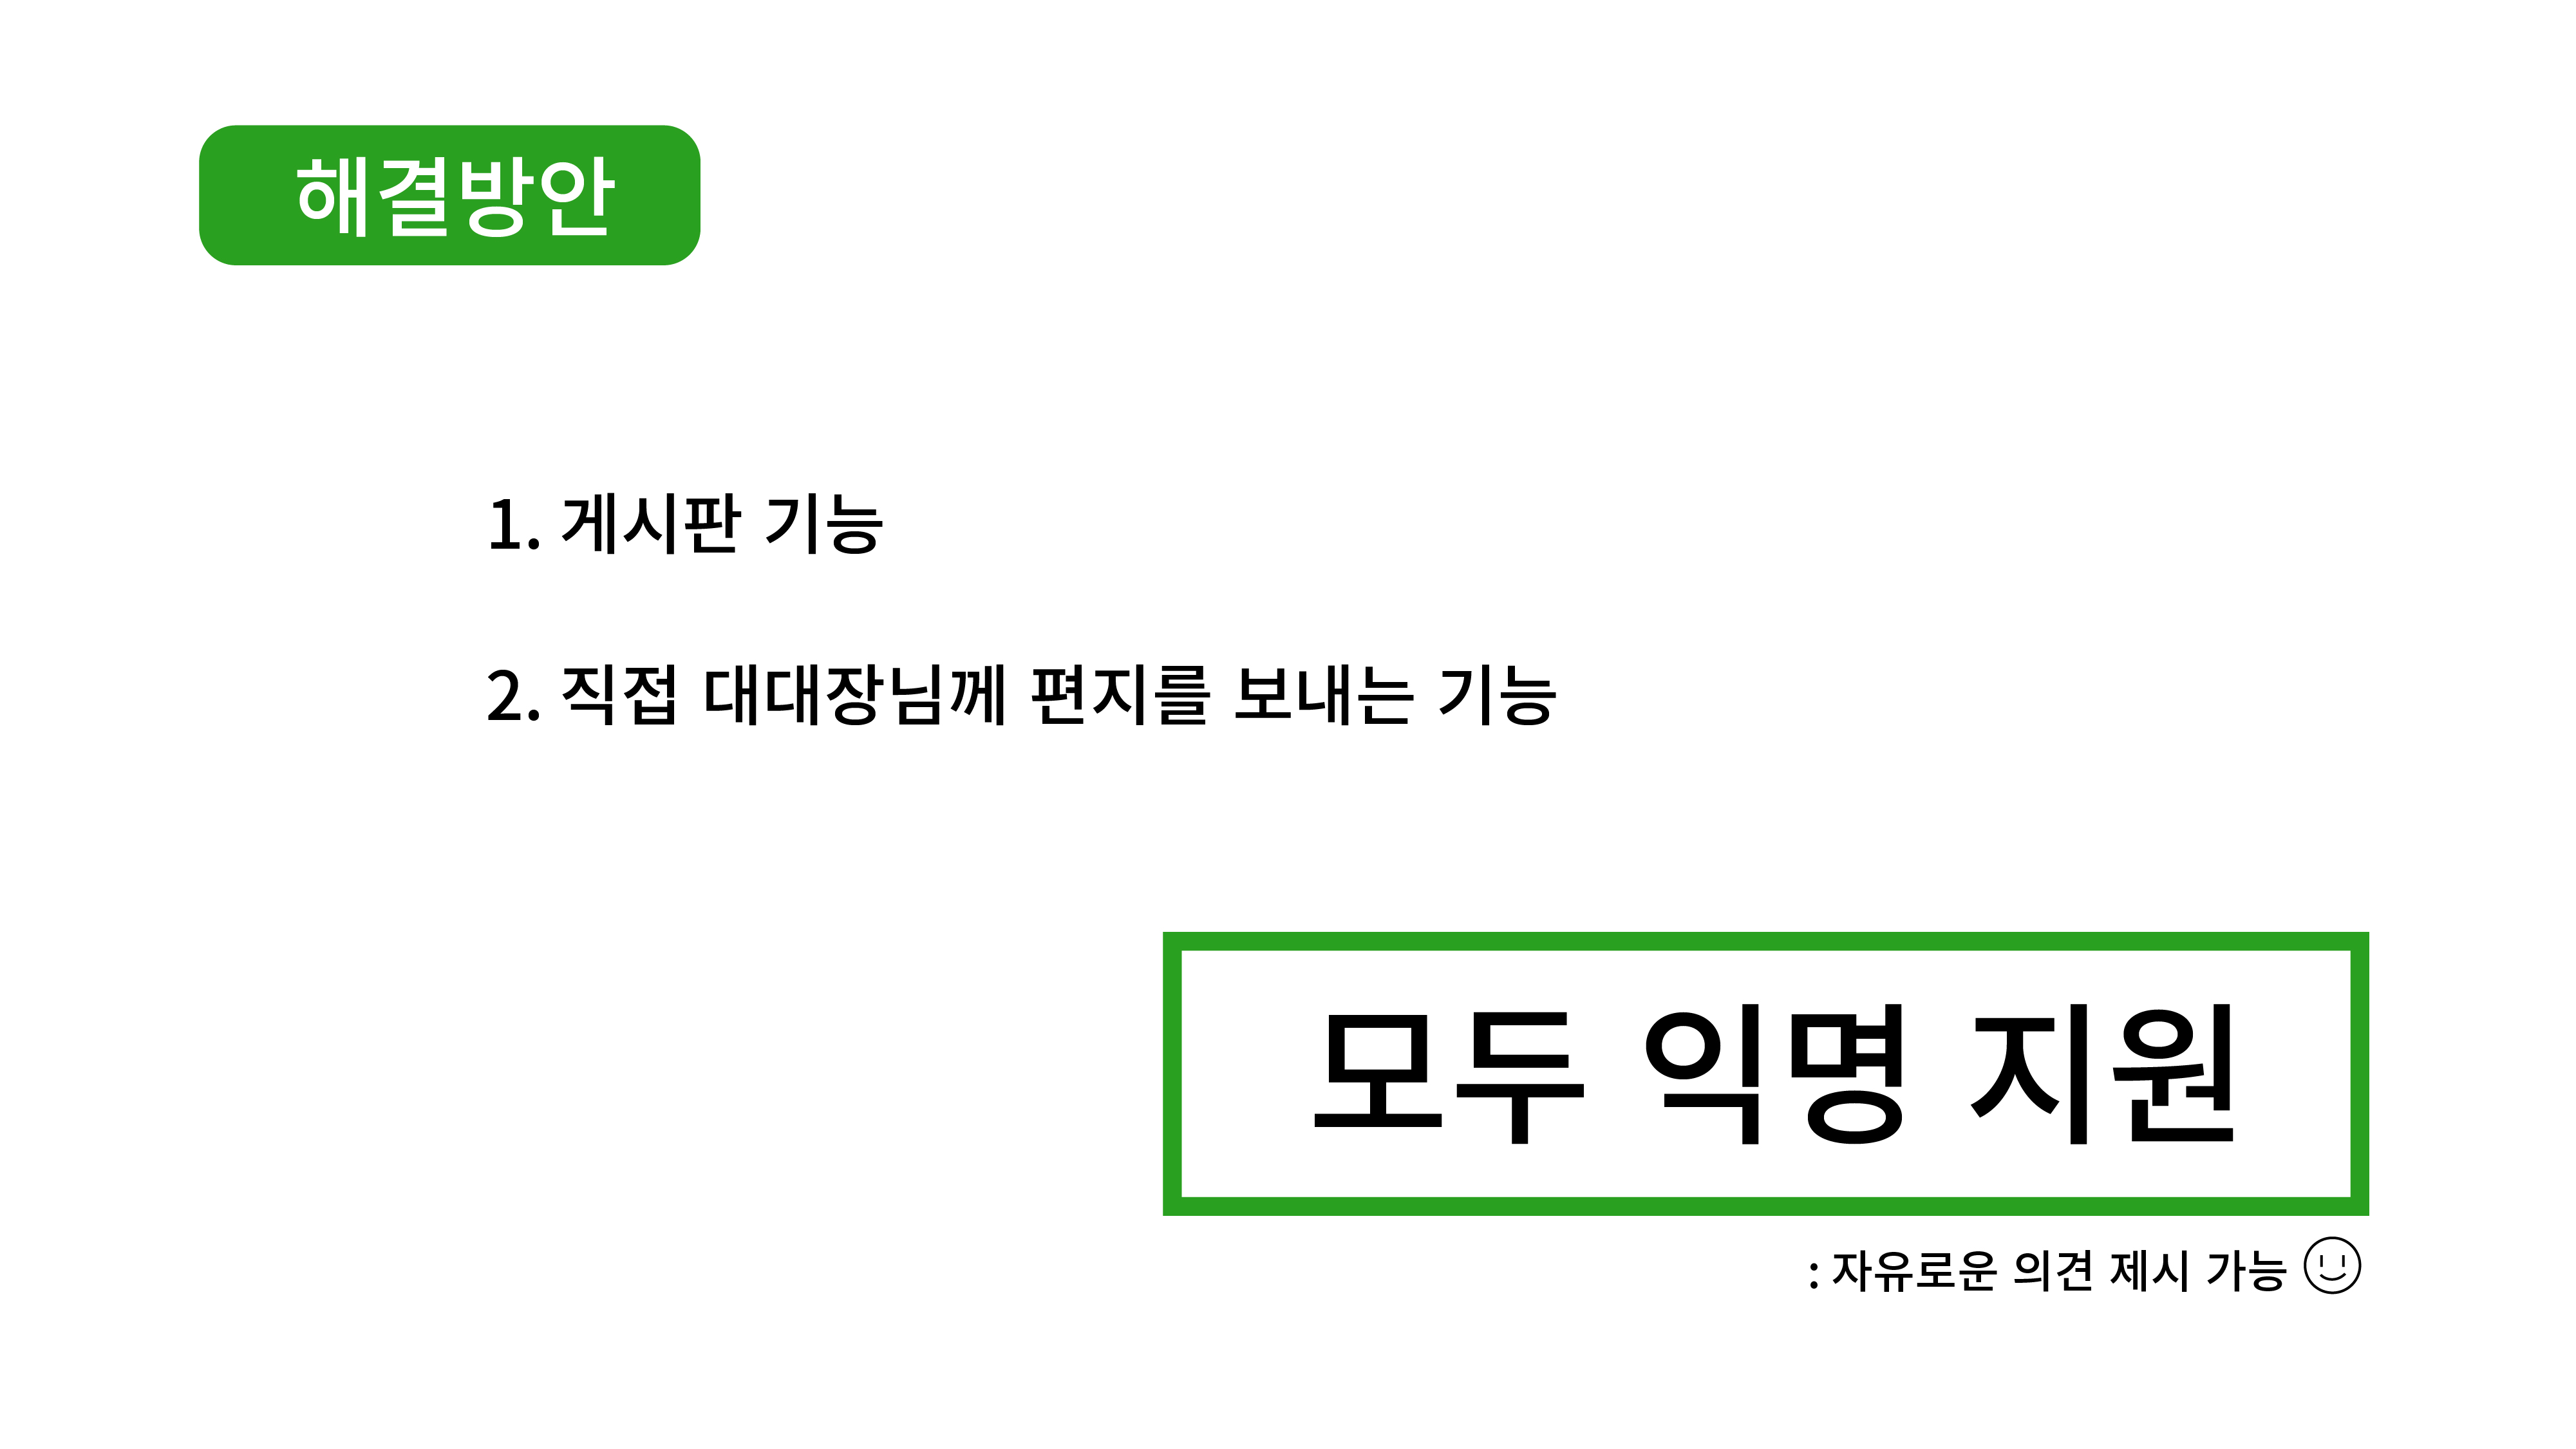 해결방안
1. 게시판 기능
2. 직접 대대장님께 편지를 보내는 기능
모두 익명 지원
: 자유로운 의견 제시 가능